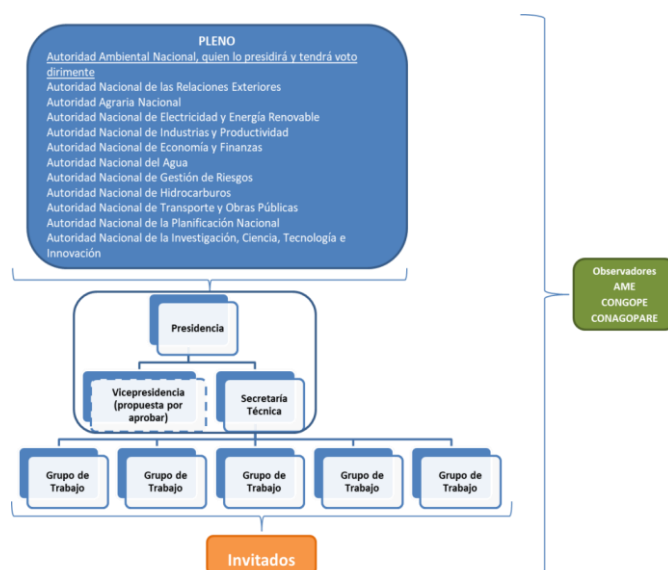 PLENO
Autoridad Ambiental Nacional, quien lo presidirá y tendrá voto
dirimente
Autoridad Nacional de las Relaciones Exteriores
Autoridad Agraria Nacional
Autoridad Nacional de Electricidad y Energía Renovable
Autoridad Nacional de Industrias y Productividad
Autoridad Nacional de Economía y Finanzas
Autoridad Nacional del Agua
Autoridad Nacional de Gestión de Riesgos
Autoridad Nacional de Hidrocarburos
Autoridad Nacional de Transporte y Obras Públicas
Autoridad Nacional de la Planificación Nacional
Autoridad Nacional de la Investigación, Ciencia, Tecnología e
Innovación
Observadores
AME
CONGOPE
CONAGOPARE
Presidencia
Vicepresidencia
(propuesta por
aprobar)
Secretaría
Técnica
Grupo de
Trabajo
Grupo de
Trabajo
Grupo de
Trabajo
Grupo de
Trabajo
Grupo de
Trabajo
Invitados